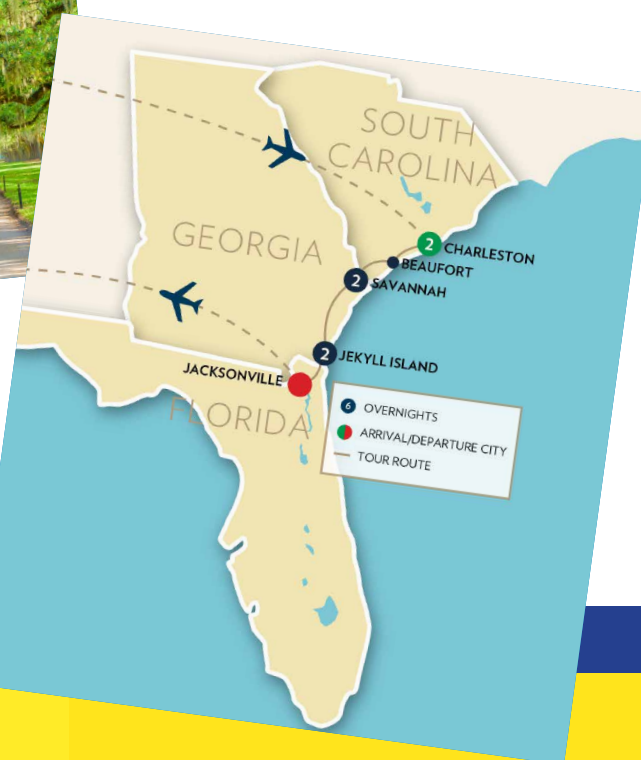 SOUTH
CAROLINA
GEORGIA
2 CHARLESTON
BEAUFORT
2 SAVANNAH
2 JEKYLL ISLAND
JACKSONVILLE
FLORIDA
6 OVERNIGHTS
ARRIVAL/DEPARTURE CITY
TOUR ROUTE